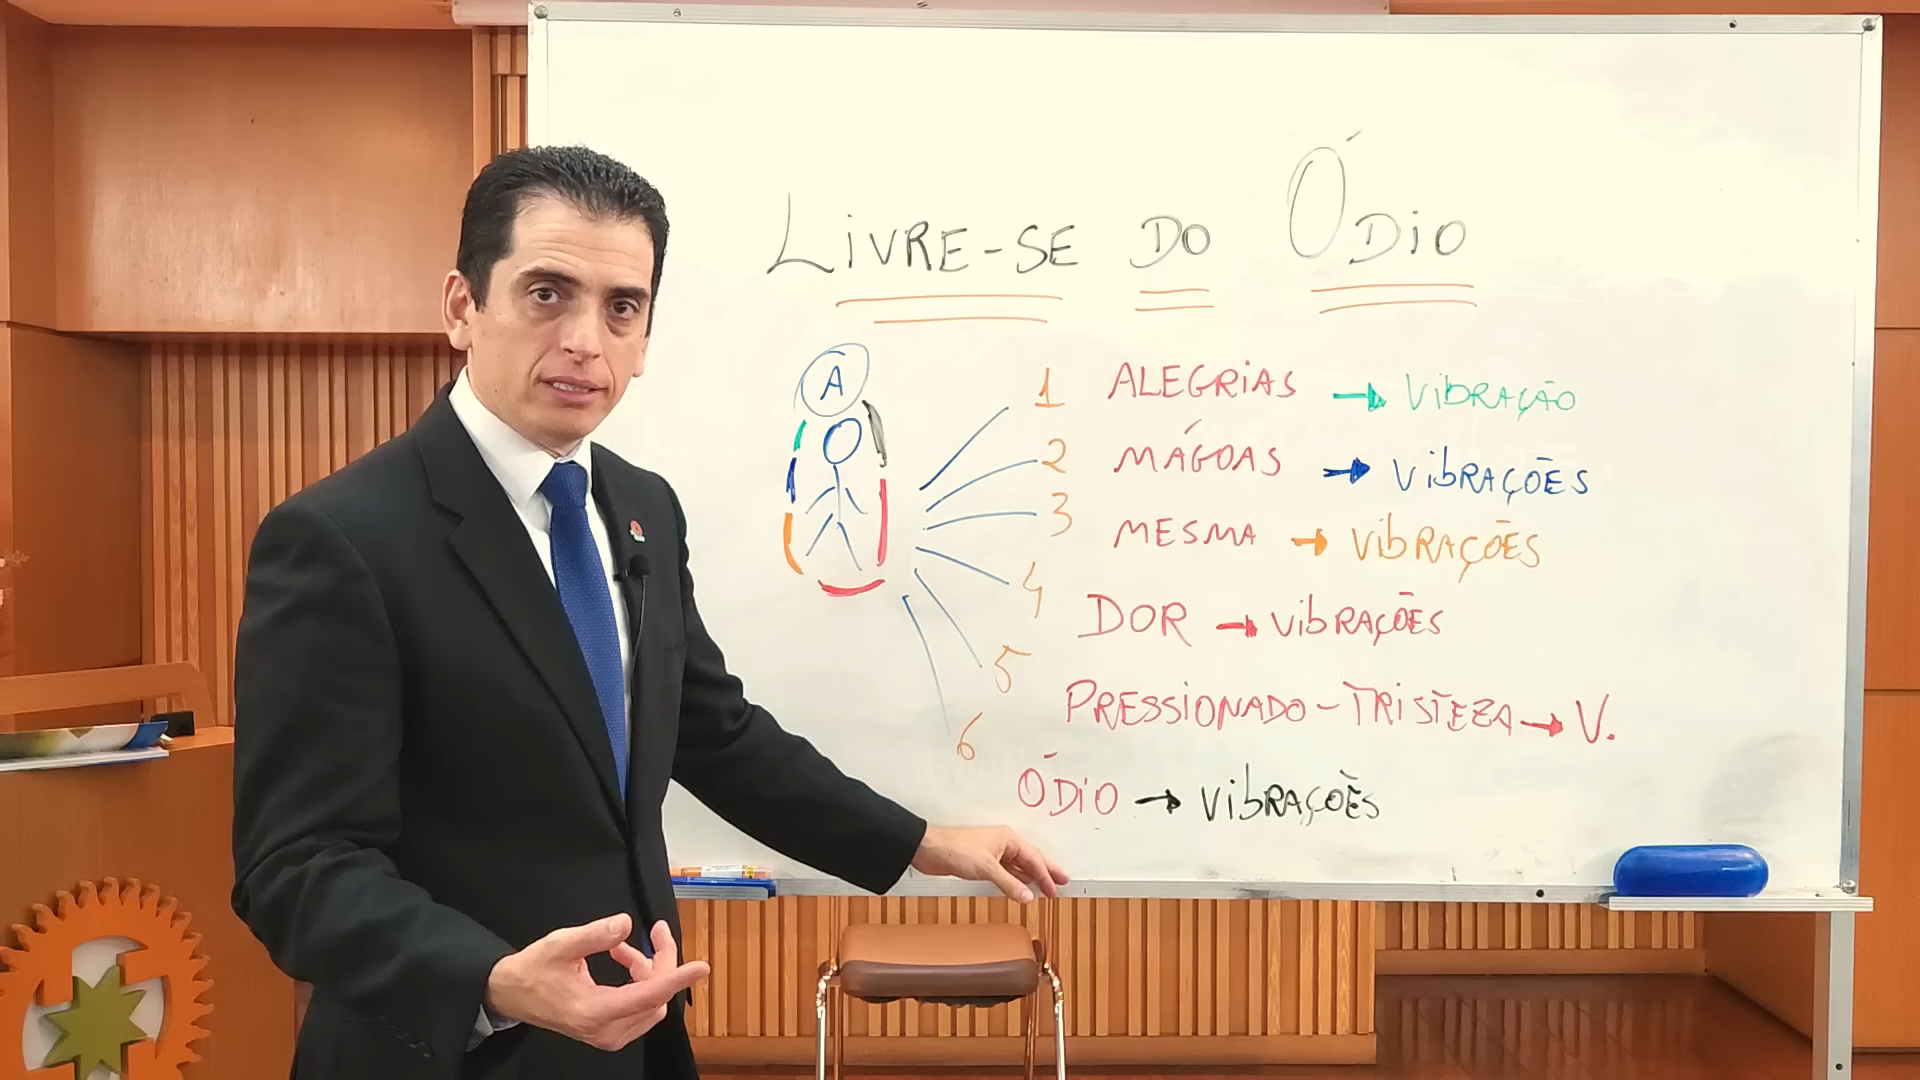 LIVRE-SE DO ÓDIO
A
1 ALEGRIAS → VIBRAÇÃO
2 MÁGOAS → VIBRAÇÕES
3 MESMA → VIBRAÇÕES
4 DOR → VIBRAÇÕES
5 PRESSIONADO - TRISTEZA → V.
6 ÓDIO → VIBRAÇÕES